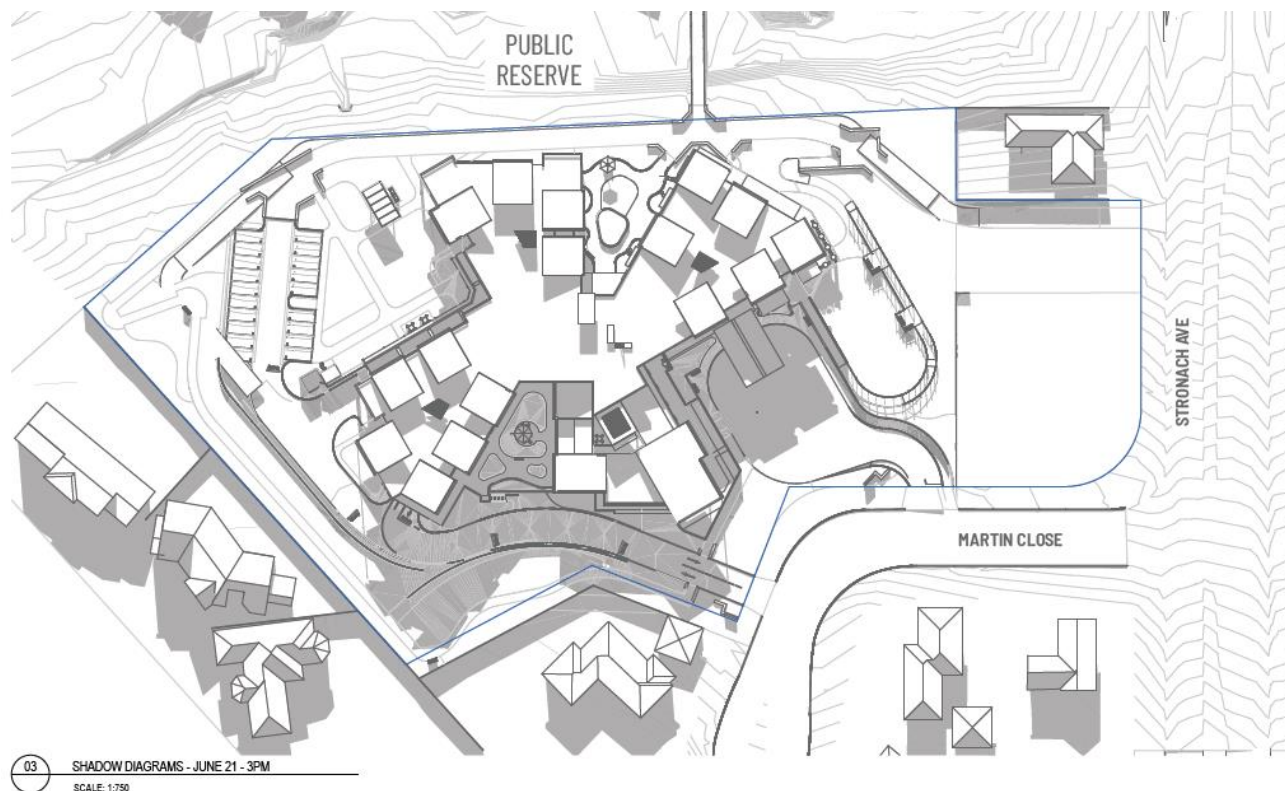 PUBLIC
RESERVE
STRONACH AVE
MARTIN CLOSE
03
SHADOW DIAGRAMS - JUNE 21 - 3PM
SCALE: 1:750